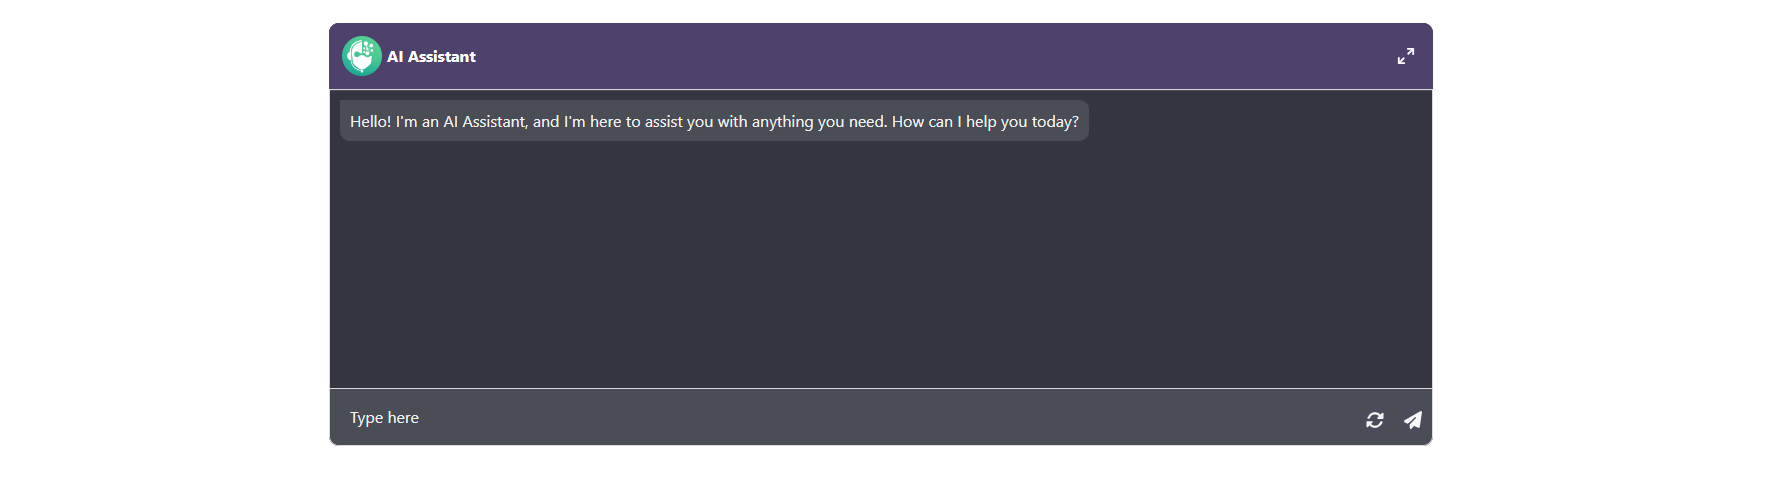 AI Assistant
Hello! I'm an AI Assistant, and I'm here to assist you with anything you need. How can I help you today?
Type here